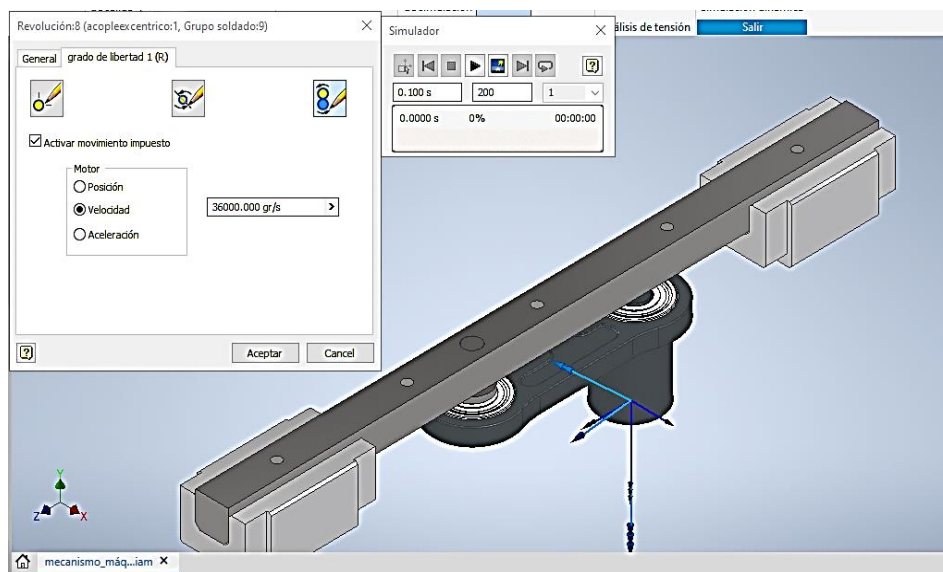 Revolución:8 (acopleexcentrico:1, Grupo soldado:9)
General grado de libertad 1 (R)
Activar movimiento impuesto
Motor
Posición
Velocidad
Aceleración
36000.000 gr/s >
Aceptar Cancel
Simulador
0.100 s 200 1
0.0000 s 0% 00:00:00
álisis de tensión Salir
Y
Z X
mecanismo_máq...iam